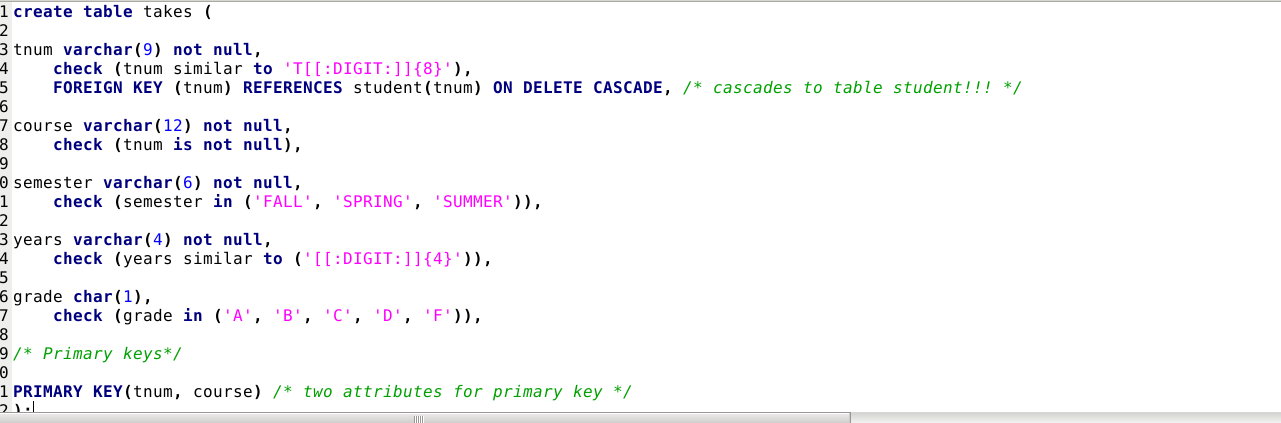 1 create table takes (
2
3 tnum varchar(9) not null,
4     check (tnum similar to 'T[[:DIGIT:]]{8}'),
5     FOREIGN KEY (tnum) REFERENCES student(tnum) ON DELETE CASCADE, /* cascades to table student!!! */
6
7 course varchar(12) not null,
8     check (tnum is not null),
9
0 semester varchar(6) not null,
1     check (semester in ('FALL', 'SPRING', 'SUMMER')),
2
3 years varchar(4) not null,
4     check (years similar to ('[[:DIGIT:]]{4}')),
5
6 grade char(1),
7     check (grade in ('A', 'B', 'C', 'D', 'F')),
8
9 /* Primary keys*/
0
1 PRIMARY KEY(tnum, course) /* two attributes for primary key */
2 );